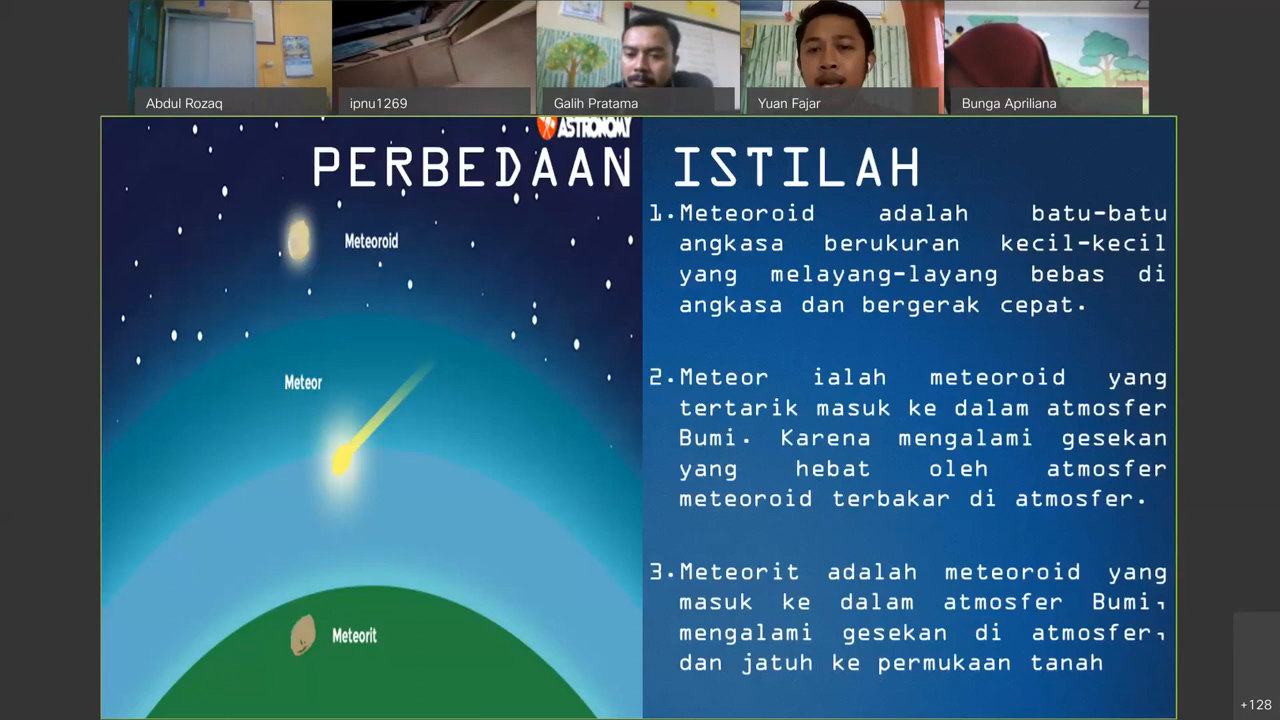 Abdul Rozaq
ipnu1269
Galih Pratama
Yuan Fajar
Bunga Apriliana
ASTRONOMY
PERBEDAAN ISTILAH
Meteoroid
Meteor
Meteorit
1.Meteoroid adalah batu-batu
angkasa berukuran kecil-kecil
yang melayang-layang bebas di
angkasa dan bergerak cepat.
2.Meteor ialah meteoroid yang
tertarik masuk ke dalam atmosfer
Bumi. Karena mengalami gesekan
yang hebat oleh atmosfer
meteoroid terbakar di atmosfer.
3.Meteorit adalah meteoroid yang
masuk ke dalam atmosfer Bumi,
mengalami gesekan di atmosfer,
dan jatuh ke permukaan tanah
+128